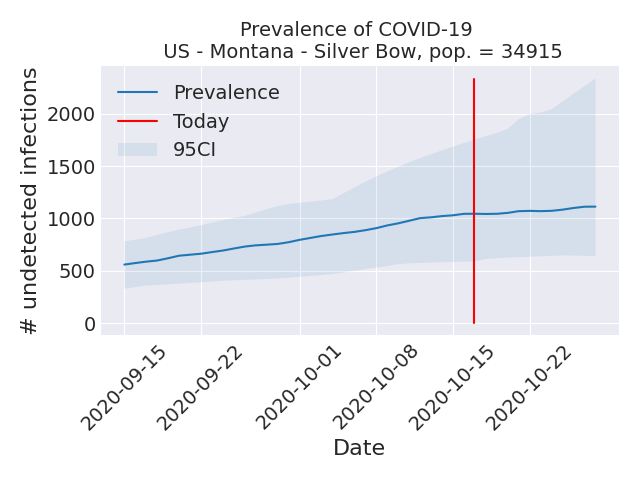 Prevalence of COVID-19
US - Montana - Silver Bow, pop. = 34915
# undetected infections
2000
1500
1000
500
0
Prevalence
Today
95CI
2020-09-15
2020-09-22
2020-10-01
2020-10-08
2020-10-15
2020-10-22
Date